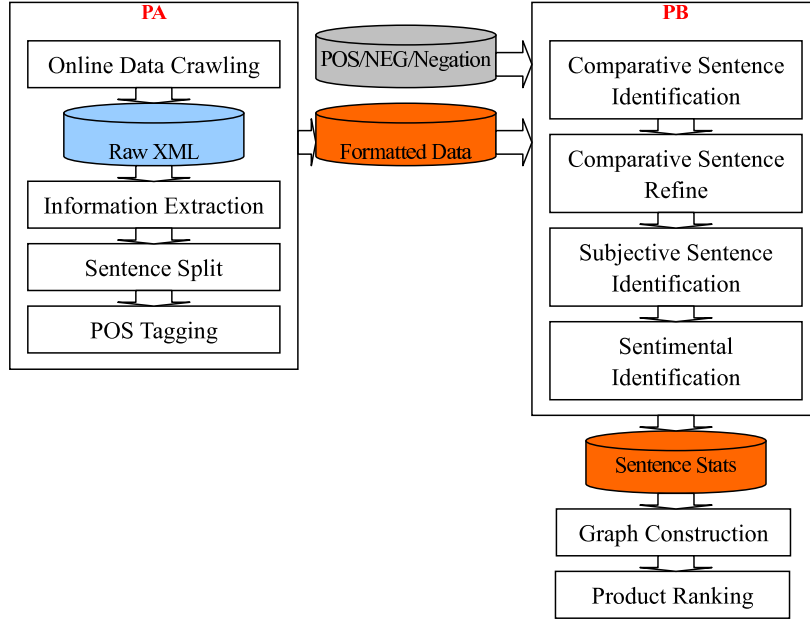 PA
Online Data Crawling
Raw XML
Information Extraction
Sentence Split
POS Tagging
POS/NEG/Negation
Formatted Data
PB
Comparative Sentence
Identification
Comparative Sentence
Refine
Subjective Sentence
Identification
Sentimental
Identification
Sentence Stats
Graph Construction
Product Ranking